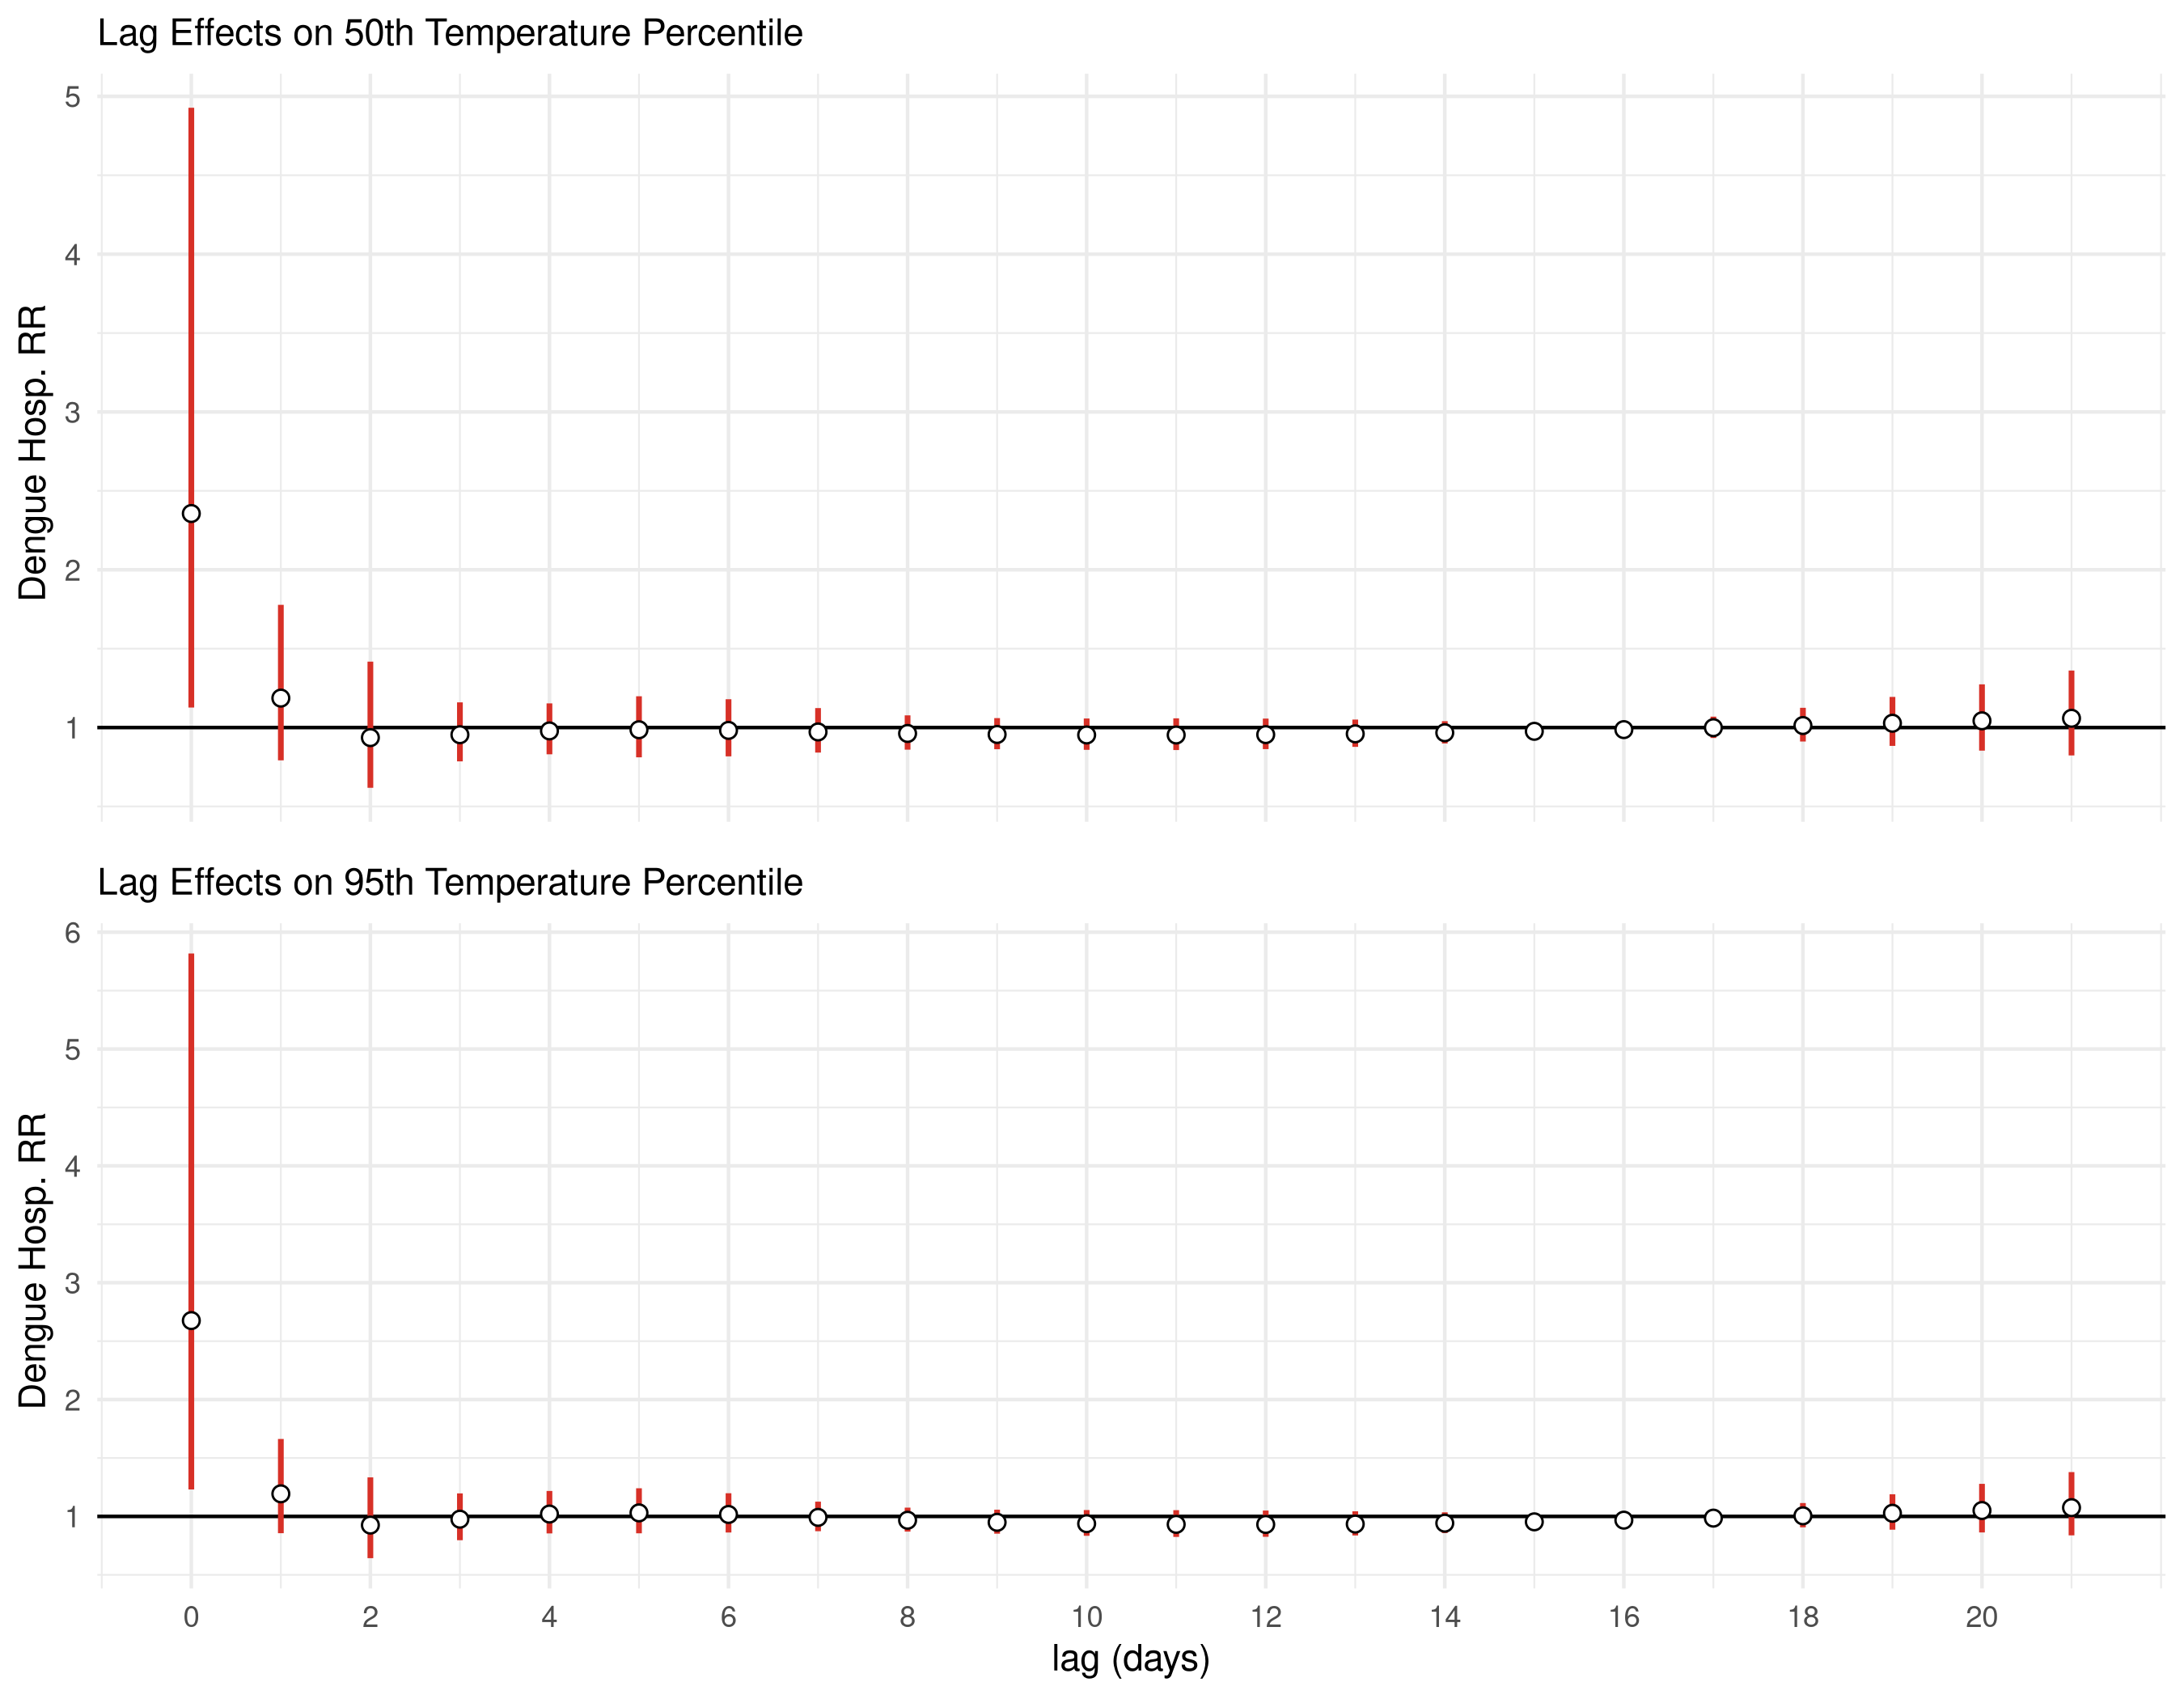 Lag Effects on 50th Temperature Percentile
5
4
3
2
1
Dengue Hosp. RR
Lag Effects on 95th Temperature Percentile
6
5
4
3
2
1
Dengue Hosp. RR
0 2 4 6 8 10 12 14 16 18 20
lag (days)